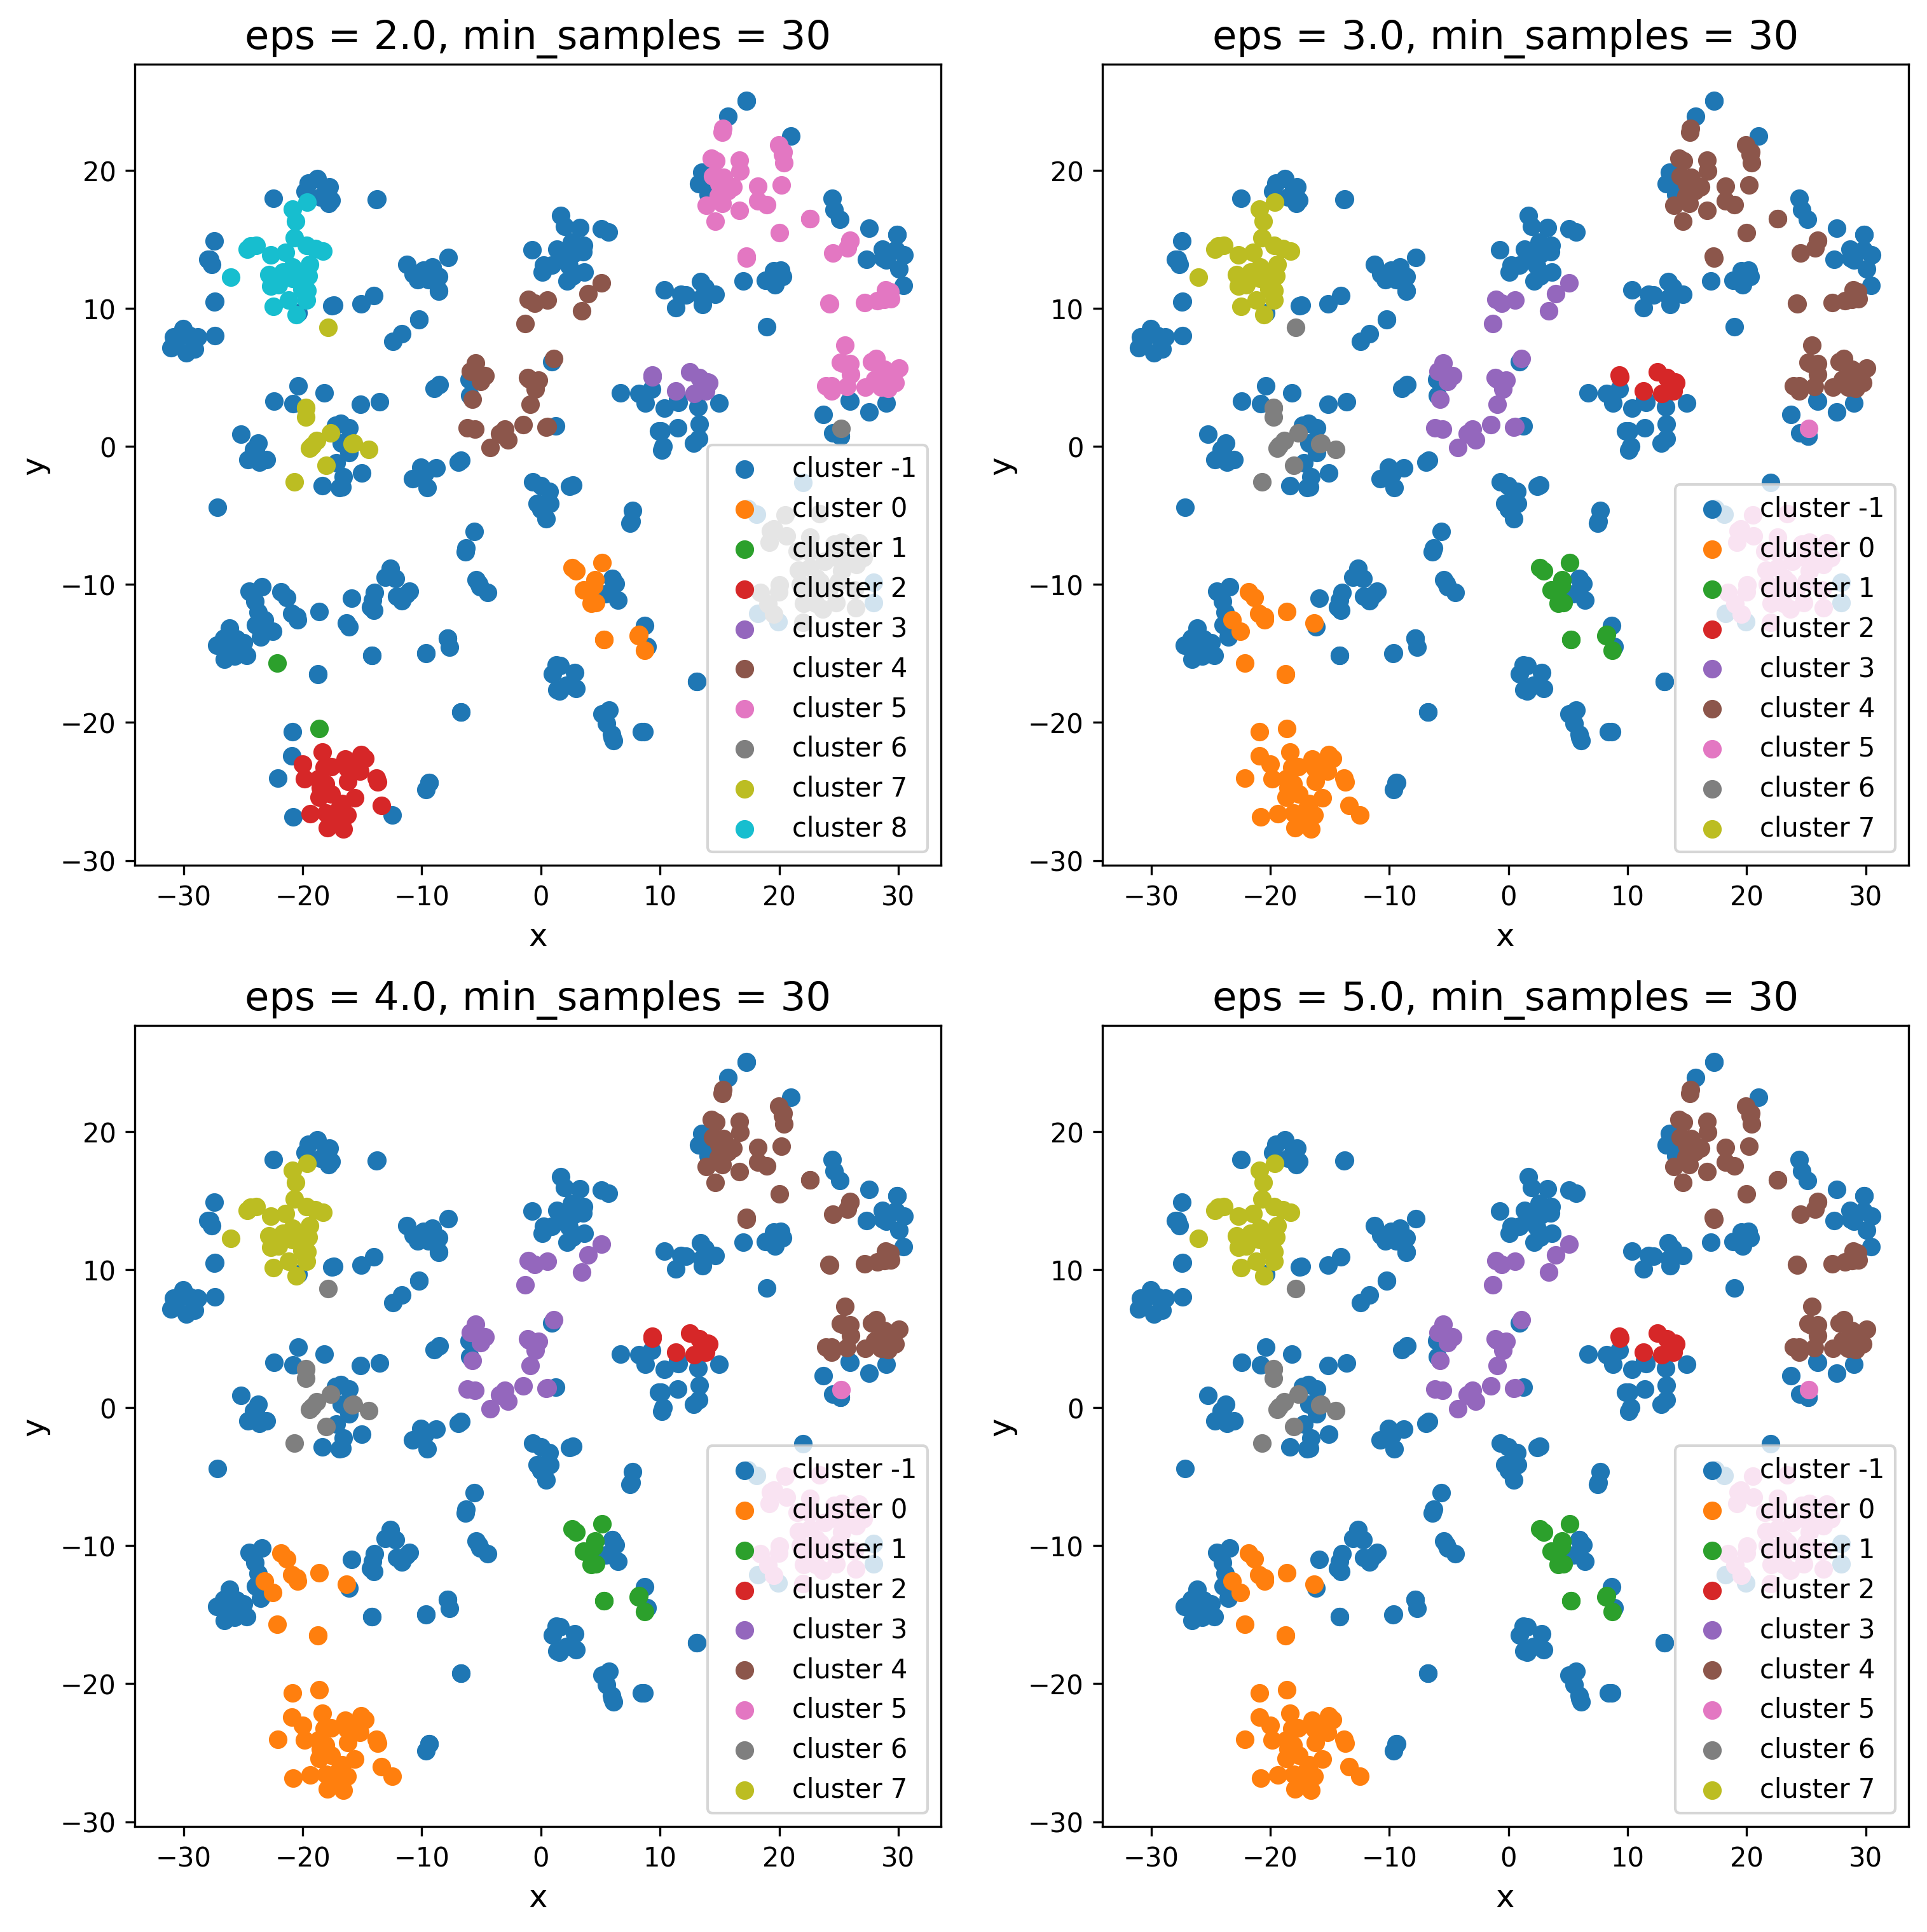 eps = 2.0, min_samples = 30
20
10
0
−10
−20
−30
y
−30 −20 −10 0 10 20 30
x
cluster -1
cluster 0
cluster 1
cluster 2
cluster 3
cluster 4
cluster 5
cluster 6
cluster 7
cluster 8
eps = 3.0, min_samples = 30
20
10
0
−10
−20
−30
y
−30 −20 −10 0 10 20 30
x
cluster -1
cluster 0
cluster 1
cluster 2
cluster 3
cluster 4
cluster 5
cluster 6
cluster 7
eps = 4.0, min_samples = 30
20
10
0
−10
−20
−30
y
−30 −20 −10 0 10 20 30
x
cluster -1
cluster 0
cluster 1
cluster 2
cluster 3
cluster 4
cluster 5
cluster 6
cluster 7
eps = 5.0, min_samples = 30
20
10
0
−10
−20
−30
y
−30 −20 −10 0 10 20 30
x
cluster -1
cluster 0
cluster 1
cluster 2
cluster 3
cluster 4
cluster 5
cluster 6
cluster 7